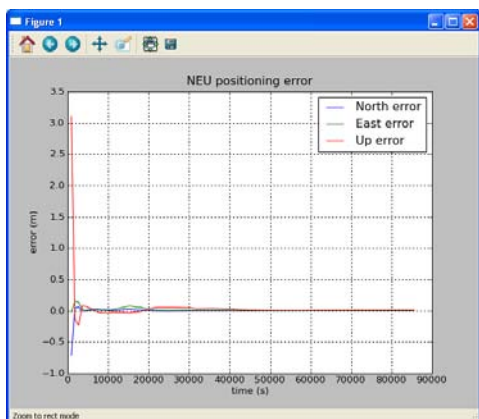 Figure 1
NEU positioning error
3.5
3.0
2.5
2.0
1.5
1.0
0.5
0.0
−0.5
−1.0
error (m)
North error
East error
Up error
0 10000 20000 30000 40000 50000 60000 70000 80000 90000
time (s)
Zoom to rect mode